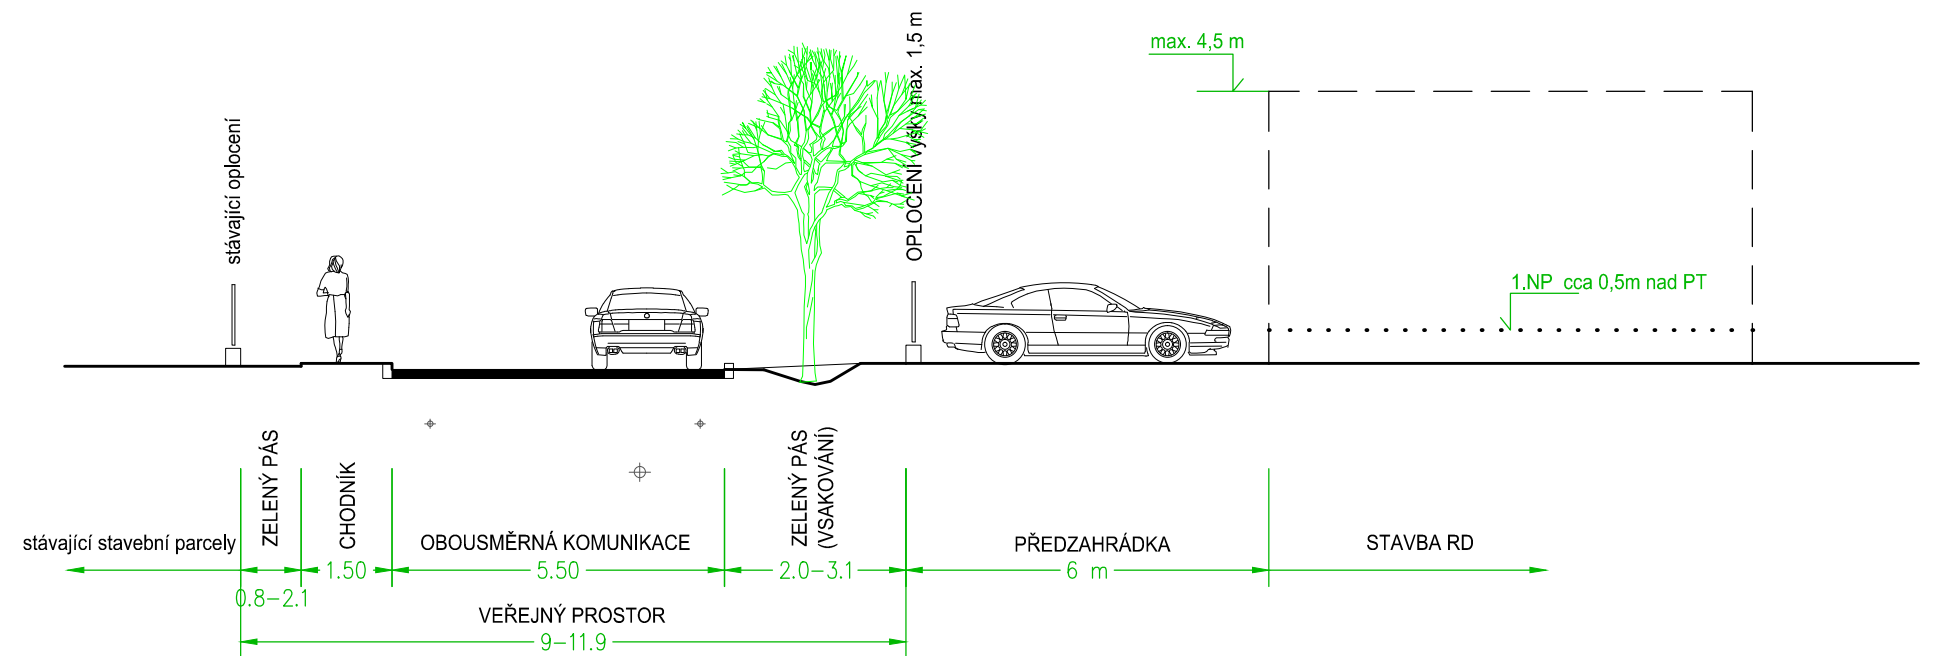 max. 4,5 m
stávající oplocení
OPLOCENÍ výšky max. 1,5 m
1.NP cca 0,5m nad PT
stávající stavební parcely
ZELENÝ PÁS
CHODNÍK
OBOUSMĚRNÁ KOMUNIKACE
ZELENÝ PÁS
(VSAKOVÁNÍ)
PŘEDZAHRÁDKA
STAVBA RD
0.8–2.1
1.50
5.50
2.0–3.1
6 m
VEŘEJNÝ PROSTOR
9–11.9